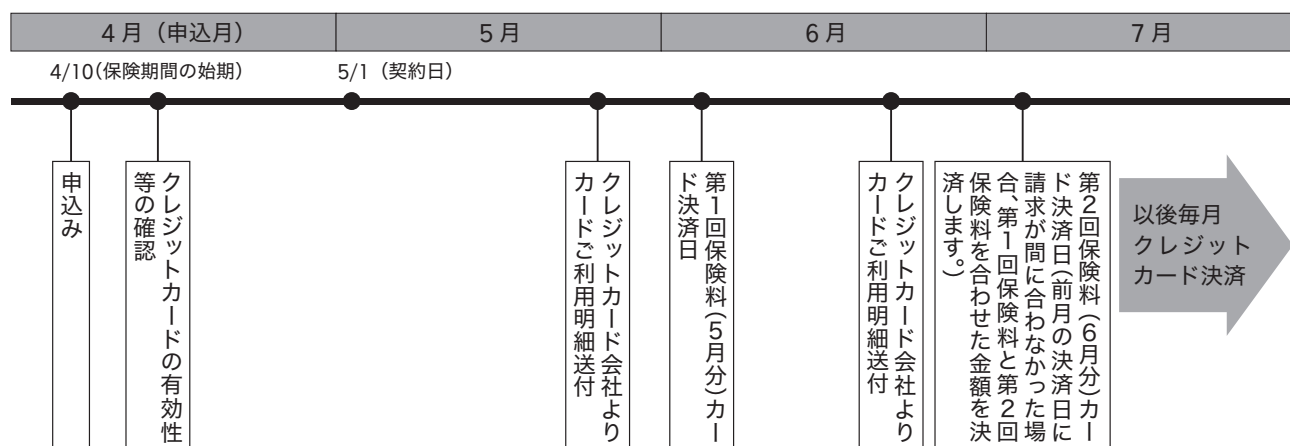 4月（申込月）
5月
6月
7月
4/10(保険期間の始期)
5/1（契約日）
申込み
クレジットカードの有効性
等の確認
クレジットカード会社より
カードご利用明細送付
第1回保険料（5月分）カー
ド決済日
クレジットカード会社より
カードご利用明細送付
第2回保険料（6月分）カー
ド決済日（前月の決済日に
請求が間に合わなかった場
合、第1回保険料と第2回
保険料を合わせた金額を決
済します。）
以後毎月
クレジット
カード決済